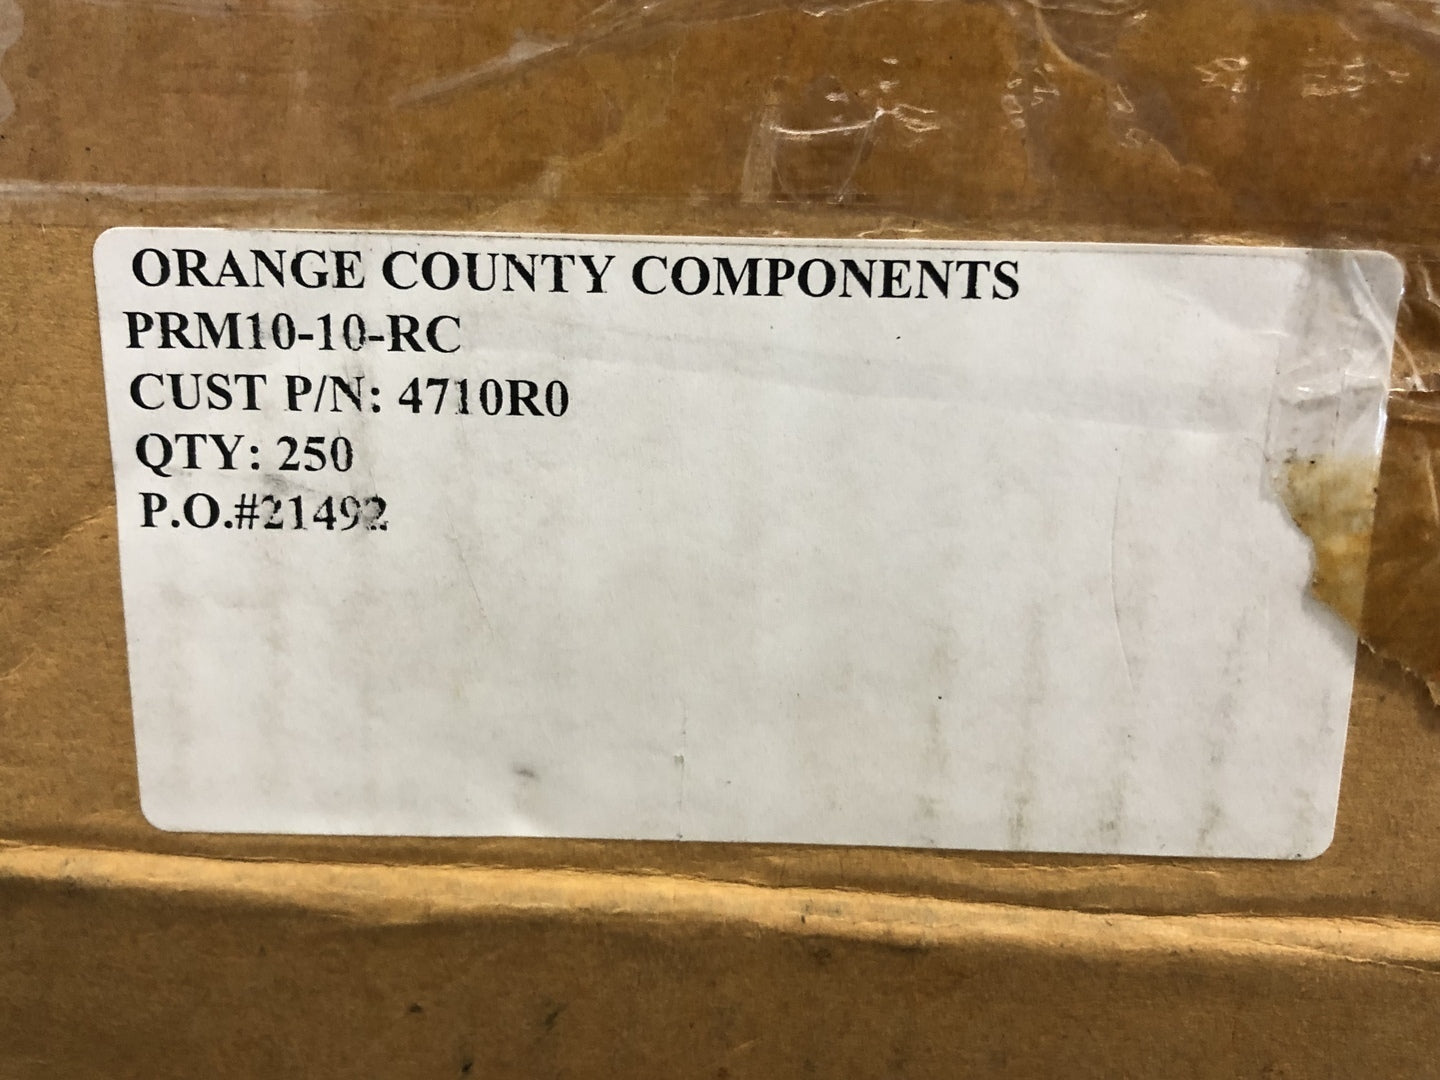 ORANGE COUNTY COMPONENTS
PRM10-10-RC
CUST P/N: 4710R0
QTY: 250
P.O.#21492